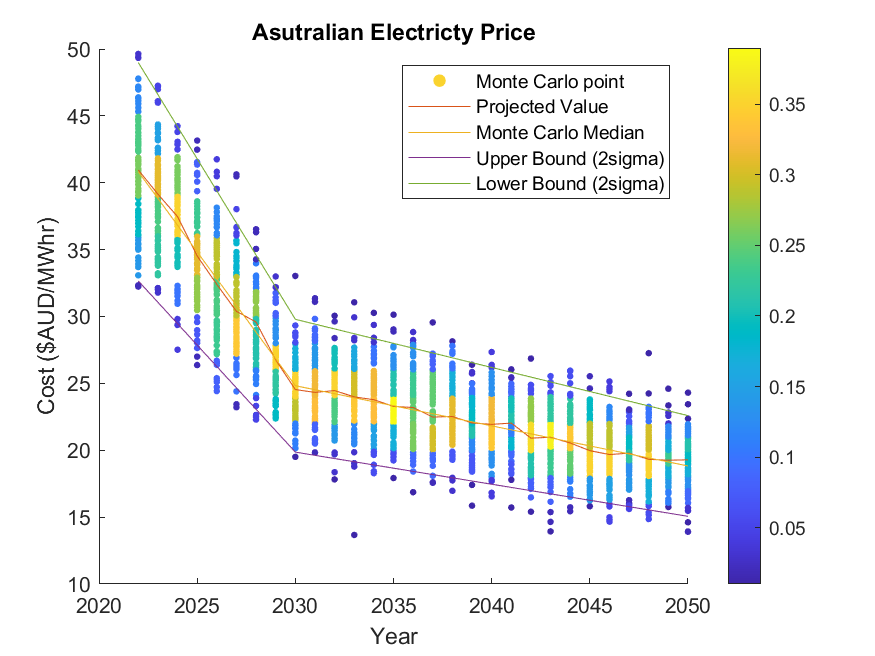 Asutralian Electricty Price
50
45
40
35
30
25
20
15
10
Cost ($AUD/MWhr)
2020
2025
2030
2035
2040
2045
2050
Year
Monte Carlo point
Projected Value
Monte Carlo Median
Upper Bound (2sigma)
Lower Bound (2sigma)
0.35
0.3
0.25
0.2
0.15
0.1
0.05